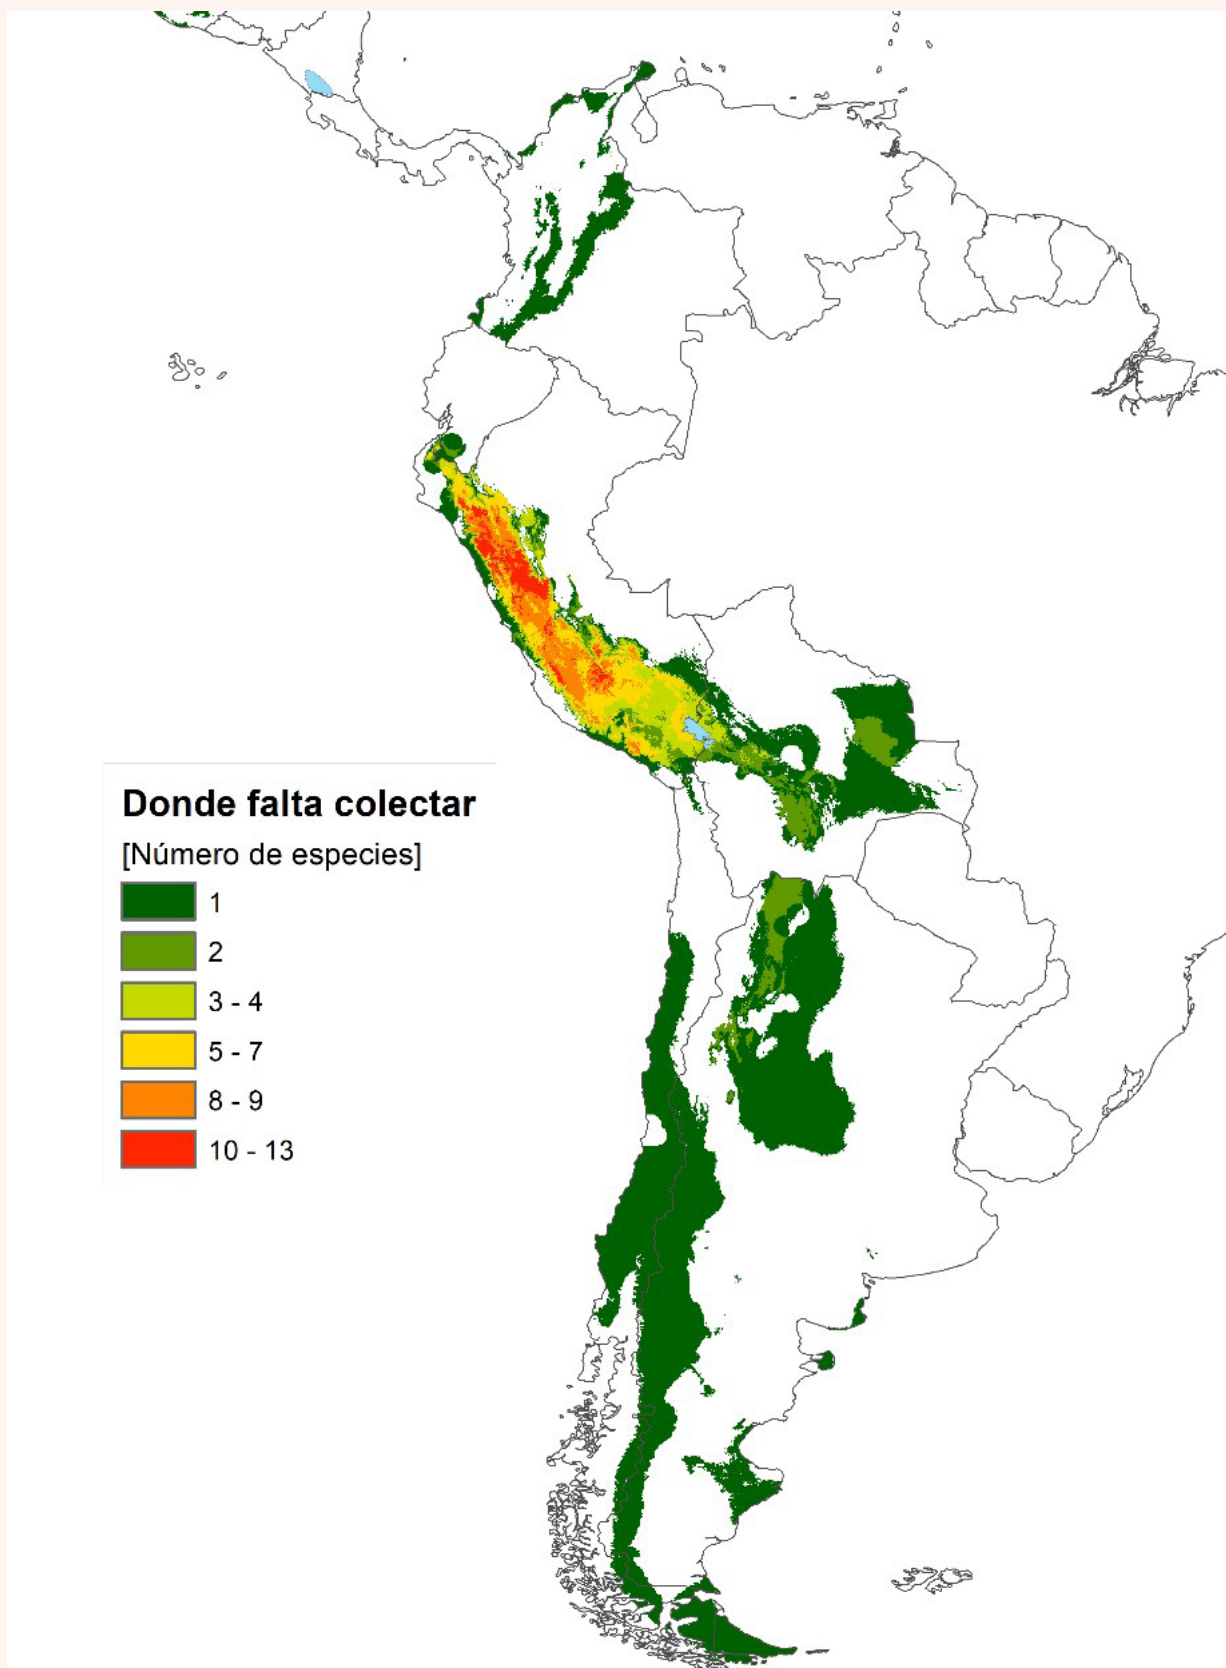 Donde falta colectar
[Número de especies]
1
2
3 - 4
5 - 7
8 - 9
10 - 13